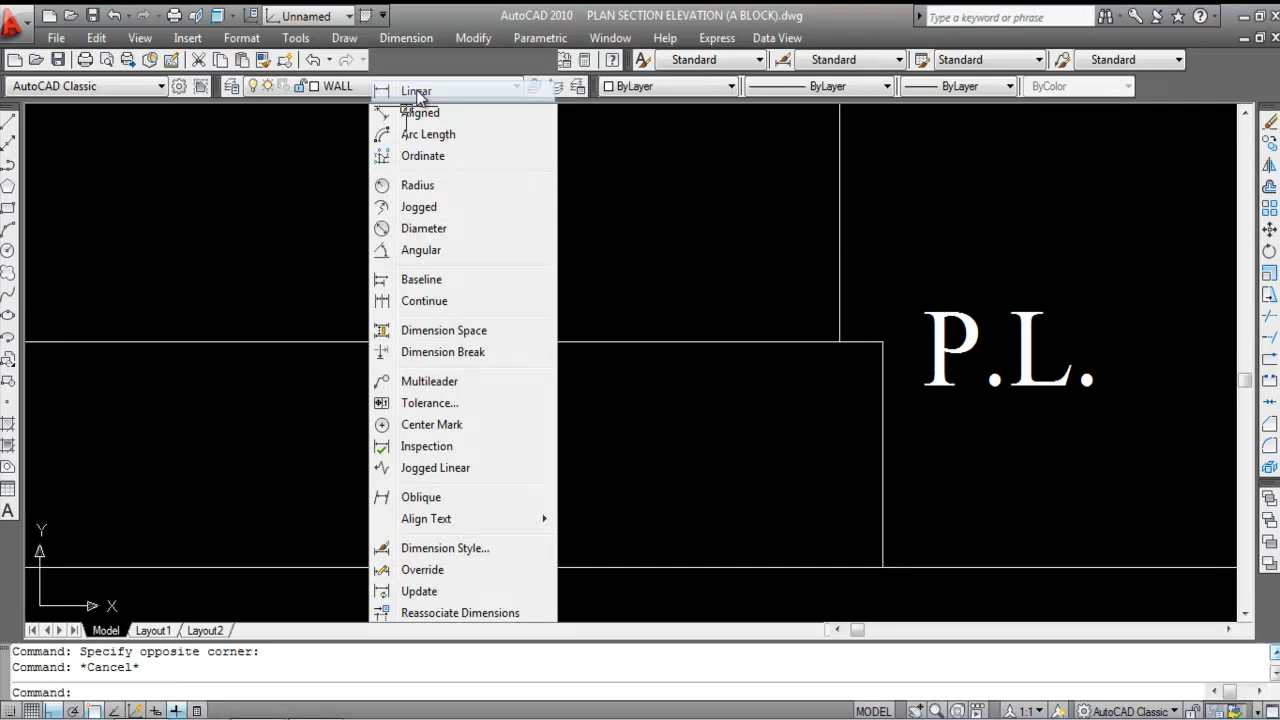 Unnamed
AutoCAD 2010 PLAN SECTION ELEVATION (A BLOCK).dwg
Type a keyword or phrase
File Edit View Insert Format Tools Draw Dimension Modify Parametric Window Help Express Data View
Standard Standard Standard Standard
AutoCAD Classic WALL ByLayer ByLayer ByLayer ByColor
Linear
Aligned
Arc Length
Ordinate
Radius
Jogged
Diameter
Angular
Baseline
Continue
Dimension Space
Dimension Break
Multileader
Tolerance...
Center Mark
Inspection
Jogged Linear
Oblique
Align Text
Dimension Style...
Override
Update
Reassociate Dimensions
P.L.
Y
X
A
Model Layout1 Layout2
Command: Specify opposite corner:
Command: *Cancel*
Command:
MODEL 1:1 AutoCAD Classic